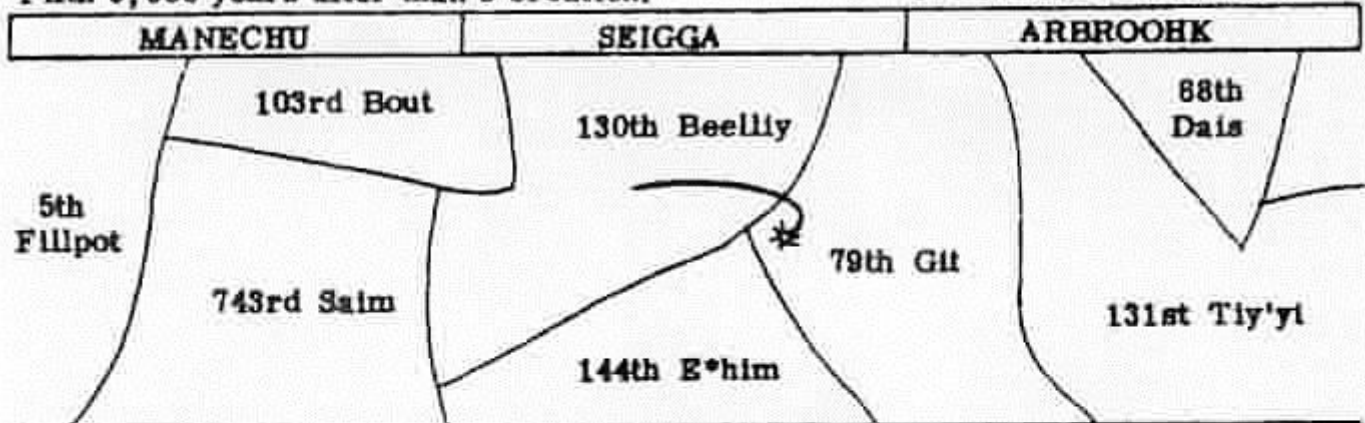 MANECHU SEIGGA ARBROOHK
103rd Bout
130th Beelliy
88th
Dais
5th
Fillpot
743rd Saim
79th Git
131st Tiy'yi
144th E*him